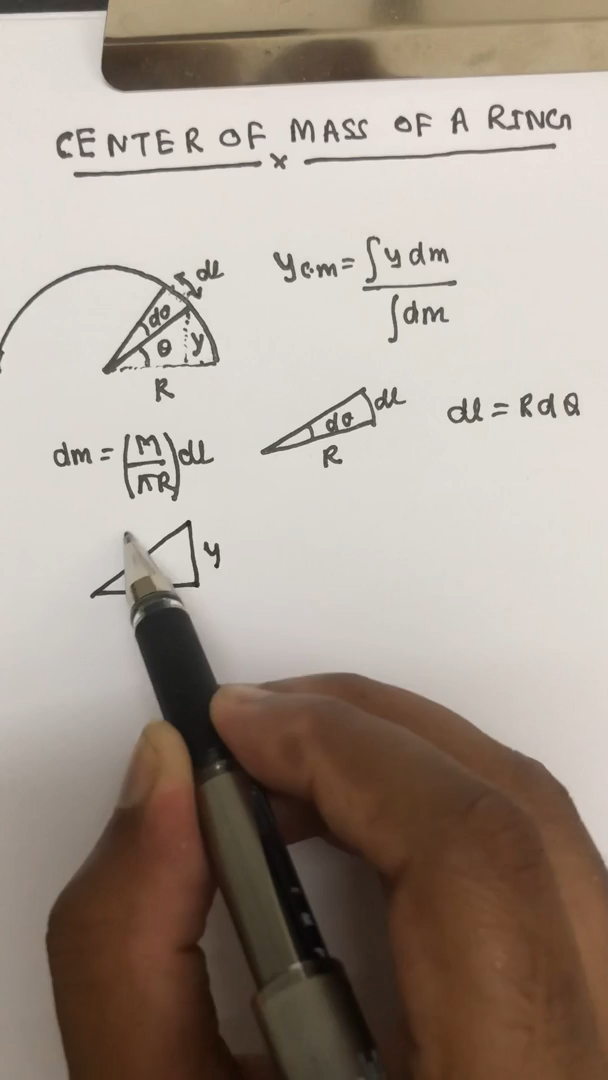 CENTER OF MASS OF A RING
x
dl
dθ
θ
y
R
ycm = ∫y dm
∫dm
dm = (M/πR) dl
dθ
dl
R
dl = R dθ
y